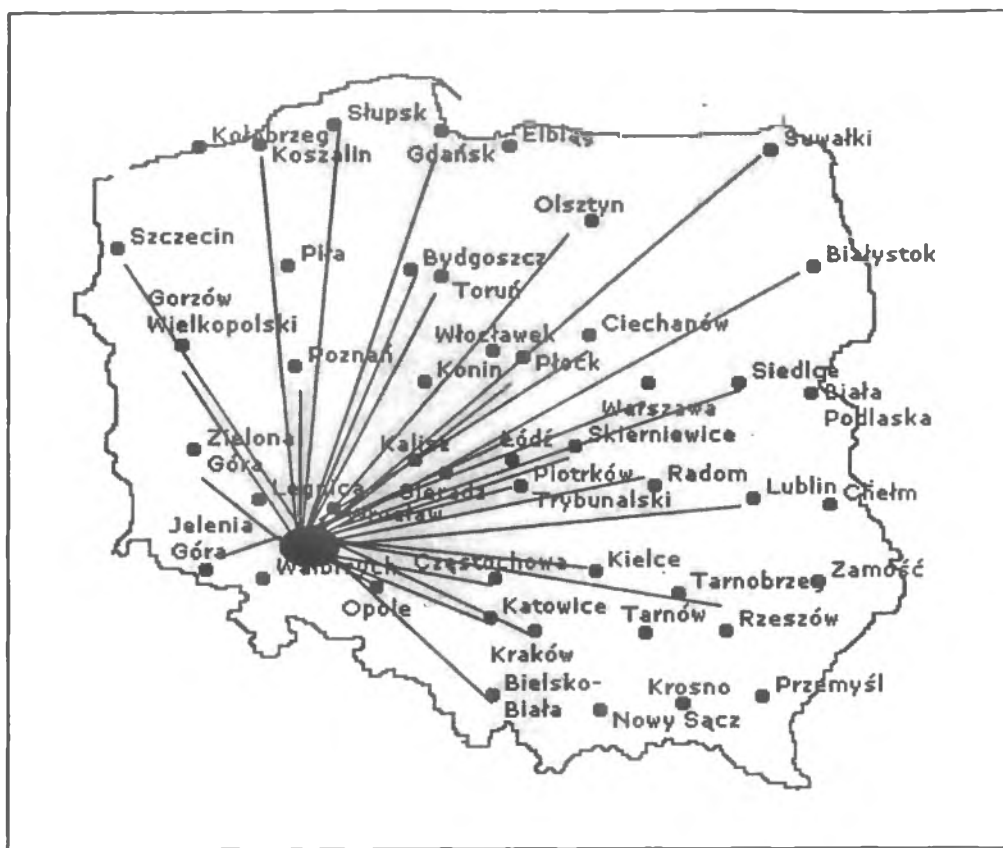 Słupsk
Kołobrzeg
Koszalin
Gdańsk
Elbląg
Suwałki
Olsztyn
Szczecin
Piła
Bydgoszcz
Toruń
Białystok
Gorzów
Wielkopolski
Włocławek
Ciechanów
Poznań
Konin
Płock
Siedlce
Biała
Podlaska
Warszawa
Zielona
Góra
Kalisz
Łódź
Skierniewice
Legnica
Sieradz
Piotrków
Trybunalski
Radom
Lublin
Chełm
Wrocław
Jelenia
Góra
Wałbrzych
Częstochowa
Kielce
Tarnobrzeg
Zamość
Opole
Katowice
Tarnów
Rzeszów
Kraków
Bielsko-
Biała
Krosno
Przemyśl
Nowy Sącz